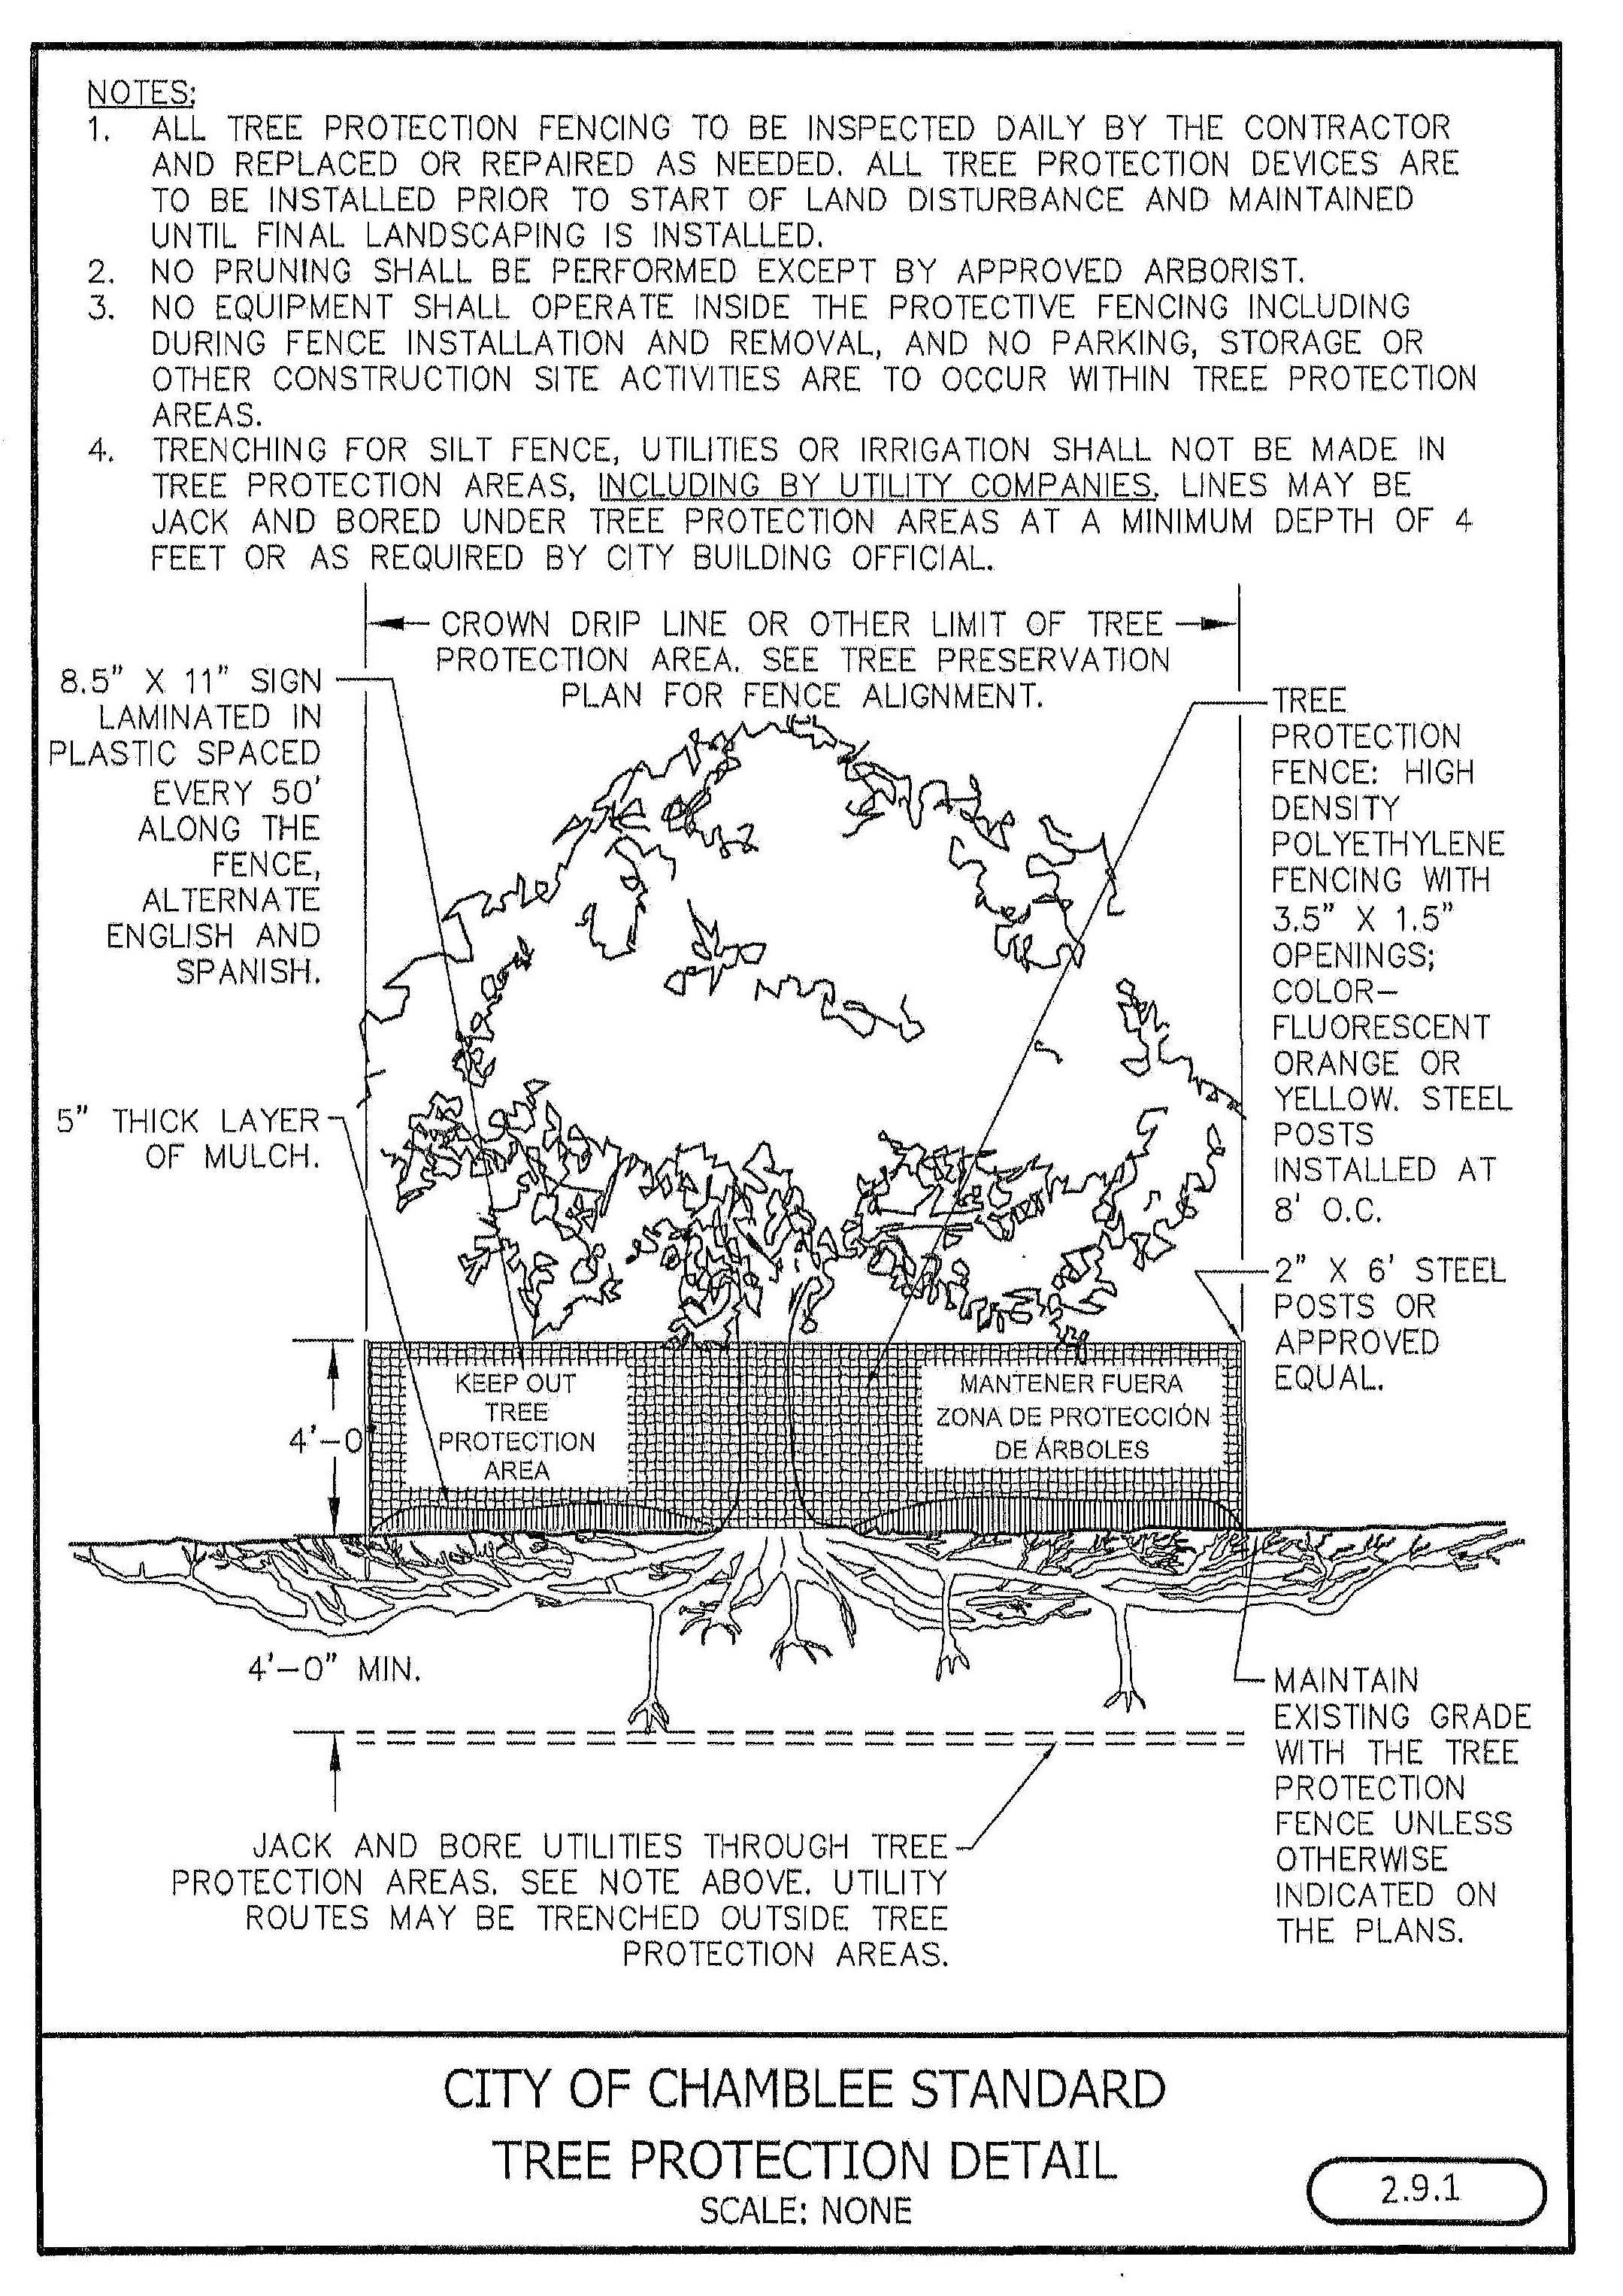 NOTES:
1. ALL TREE PROTECTION FENCING TO BE INSPECTED DAILY BY THE CONTRACTOR
AND REPLACED OR REPAIRED AS NEEDED. ALL TREE PROTECTION DEVICES ARE
TO BE INSTALLED PRIOR TO START OF LAND DISTURBANCE AND MAINTAINED
UNTIL FINAL LANDSCAPING IS INSTALLED.
2. NO PRUNING SHALL BE PERFORMED EXCEPT BY APPROVED ARBORIST.
3. NO EQUIPMENT SHALL OPERATE INSIDE THE PROTECTIVE FENCING INCLUDING
DURING FENCE INSTALLATION AND REMOVAL, AND NO PARKING, STORAGE OR
OTHER CONSTRUCTION SITE ACTIVITIES ARE TO OCCUR WITHIN TREE PROTECTION
AREAS.
4. TRENCHING FOR SILT FENCE, UTILITIES OR IRRIGATION SHALL NOT BE MADE IN
TREE PROTECTION AREAS, INCLUDING BY UTILITY COMPANIES. LINES MAY BE
JACK AND BORED UNDER TREE PROTECTION AREAS AT A MINIMUM DEPTH OF 4
FEET OR AS REQUIRED BY CITY BUILDING OFFICIAL.
CROWN DRIP LINE OR OTHER LIMIT OF TREE
PROTECTION AREA. SEE TREE PRESERVATION
PLAN FOR FENCE ALIGNMENT.
8.5" X 11" SIGN
LAMINATED IN
PLASTIC SPACED
EVERY 50'
ALONG THE
FENCE,
ALTERNATE
ENGLISH AND
SPANISH.
TREE
PROTECTION
FENCE: HIGH
DENSITY
POLYETHYLENE
FENCING WITH
3.5" X 1.5"
OPENINGS;
COLOR-
FLUORESCENT
ORANGE OR
YELLOW. STEEL
POSTS
INSTALLED AT
8' O.C.
5" THICK LAYER
OF MULCH.
2" X 6' STEEL
POSTS OR
APPROVED
EQUAL.
KEEP OUT
TREE
PROTECTION
AREA
MANTENER FUERA
ZONA DE PROTECCIÓN
DE ÁRBOLES
4'-0"
4'-0" MIN.
MAINTAIN
EXISTING GRADE
WITH THE TREE
PROTECTION
FENCE UNLESS
OTHERWISE
INDICATED ON
THE PLANS.
JACK AND BORE UTILITIES THROUGH TREE
PROTECTION AREAS. SEE NOTE ABOVE. UTILITY
ROUTES MAY BE TRENCHED OUTSIDE TREE
PROTECTION AREAS.
CITY OF CHAMBLEE STANDARD
TREE PROTECTION DETAIL
SCALE: NONE
2.9.1